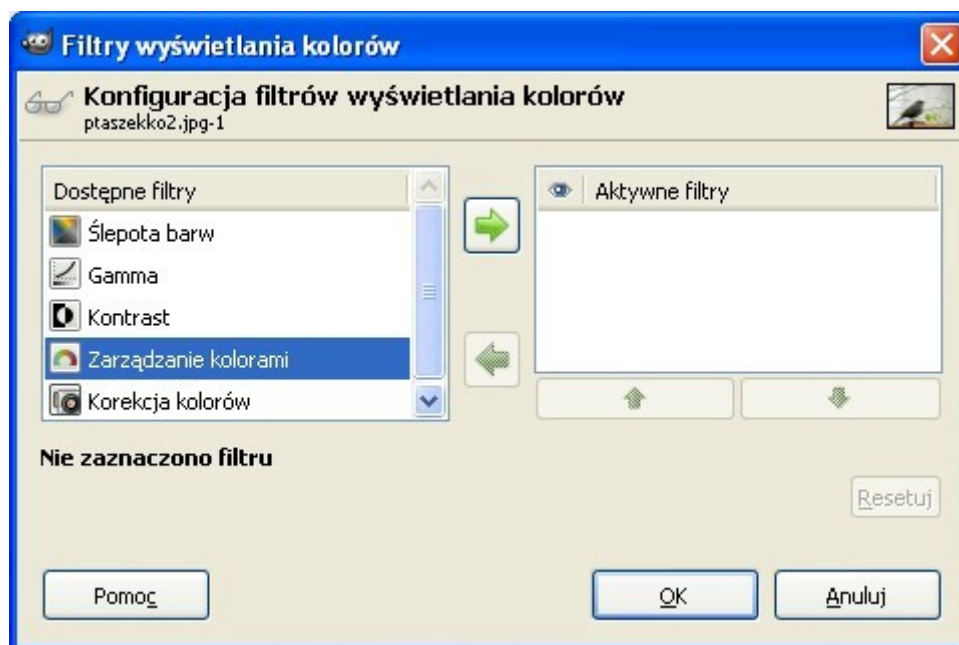 Filtry wyświetlania kolorów
Konfiguracja filtrów wyświetlania kolorów
ptaszekko2.jpg-1
Dostępne filtry
Ślepota barw
Gamma
Kontrast
Zarządzanie kolorami
Korekcja kolorów
Aktywne filtry
Nie zaznaczono filtru
Resetuj
Pomoc
OK
Anuluj